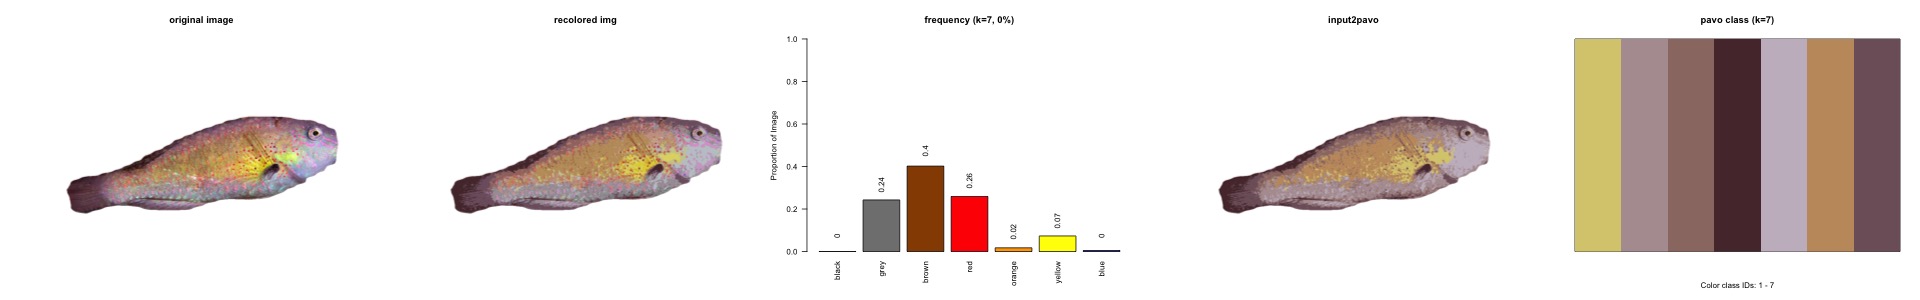 original image
recolored img
frequency (k=7, 0%)
input2pavo
pavo class (k=7)
Proportion of Image
1.0
0.8
0.6
0.4
0.2
0.0
0
0.24
0.4
0.26
0.02
0.07
0
black
grey
brown
red
orange
yellow
blue
Color class IDs: 1 - 7